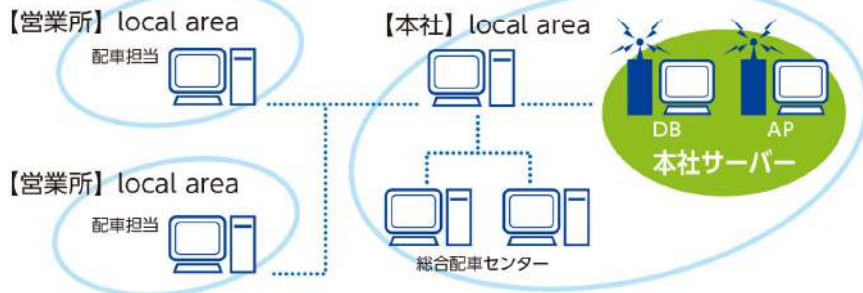 【営業所】local area
配車担当
【本社】local area
DB
AP
本社サーバー
【営業所】local area
配車担当
総合配車センター